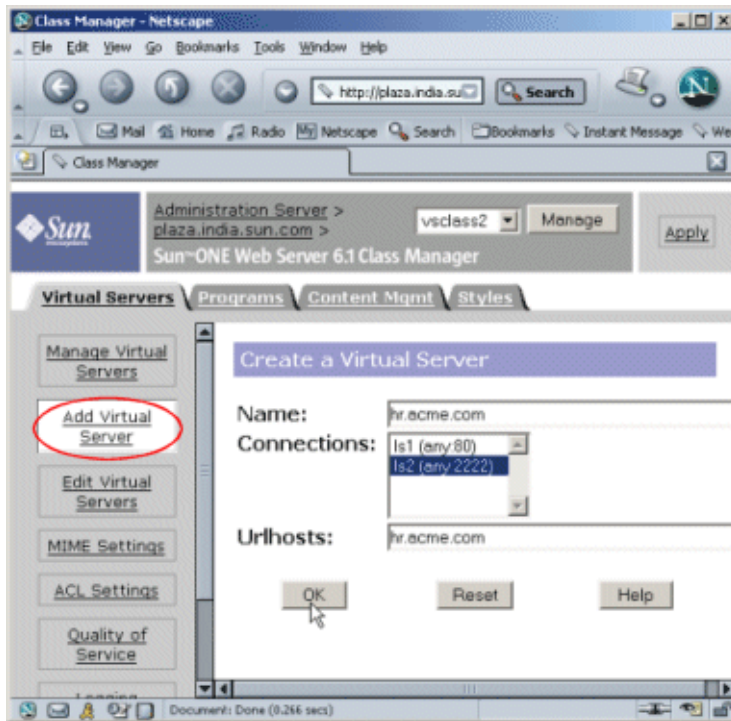 Class Manager - Netscape
File Edit View Go Bookmarks Tools Window Help
http://plaza.india.su Search
Mail Home Radio My Netscape Search Bookmarks Instant Message We
Class Manager
Sun
Administration Server >
plaza.india.sun.com >
vsclass2 Manage
Apply
Sun ONE Web Server 6.1 Class Manager
Virtual Servers Programs Content Mgmt Styles
Manage Virtual
Servers
Add Virtual
Server
Edit Virtual
Servers
MIME Settings
ACL Settings
Quality of
Service
Create a Virtual Server
Name: hr.acme.com
Connections: ls1 (any:80)
ls2 (any 2222)
Urlhosts: hr.acme.com
OK Reset Help
Document: Done (0.266 secs)